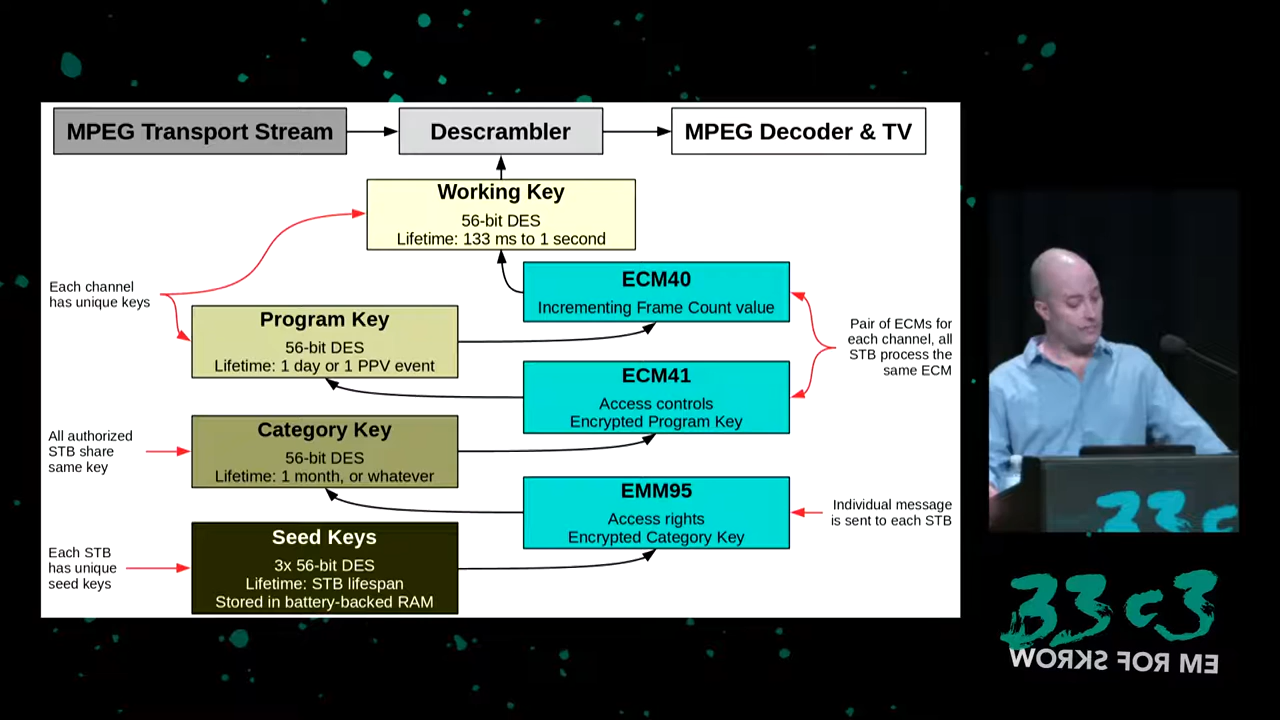 MPEG Transport Stream
Descrambler
MPEG Decoder & TV
Working Key
56-bit DES
Lifetime: 133 ms to 1 second
Each channel
has unique keys
ECM40
Incrementing Frame Count value
Program Key
56-bit DES
Lifetime: 1 day or 1 PPV event
Pair of ECMs for
each channel, all
STB process the
same ECM
ECM41
Access controls
Encrypted Program Key
All authorized
STB share
same key
Category Key
56-bit DES
Lifetime: 1 month, or whatever
EMM95
Access rights
Encrypted Category Key
Individual message
is sent to each STB
Each STB
has unique
seed keys
Seed Keys
3x 56-bit DES
Lifetime: STB lifespan
Stored in battery-backed RAM
33c
33c3
WORKS FOR ME